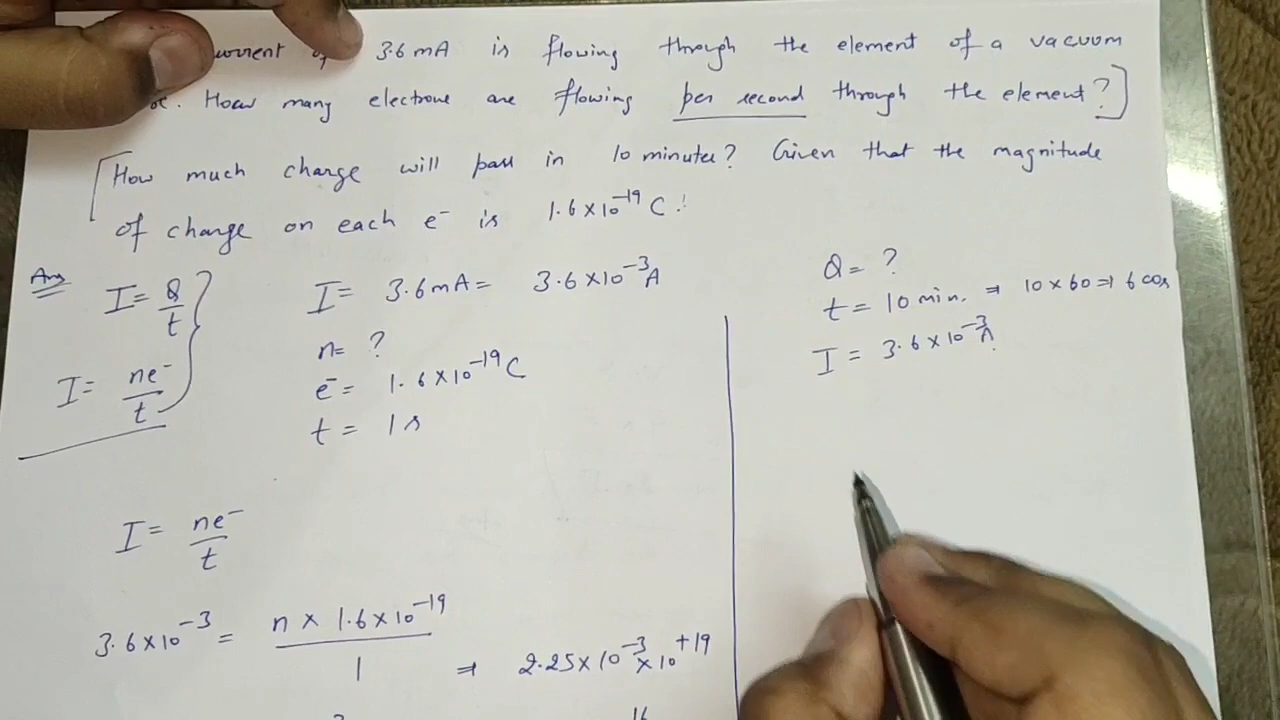 3.6 mA is flowing through the element of a vacuum
How many electrons are flowing per second through the element?]
[How much charge will pass in 10 minutes? Given that the magnitude
of charge on each e⁻ is 1.6×10⁻¹⁹ C.
Ans
I = Q/t
I = ne⁻/t
I = 3.6 mA = 3.6×10⁻³ A
n = ?
e⁻ = 1.6×10⁻¹⁹ C
t = 1 s
I = ne⁻/t
3.6×10⁻³ = n × 1.6×10⁻¹⁹/1 ⇒ 2.25×10⁻³×10⁺¹⁹
16
Q = ?
t = 10 min. ⇒ 10×60 ⇒ 600s
I = 3.6×10⁻³ A